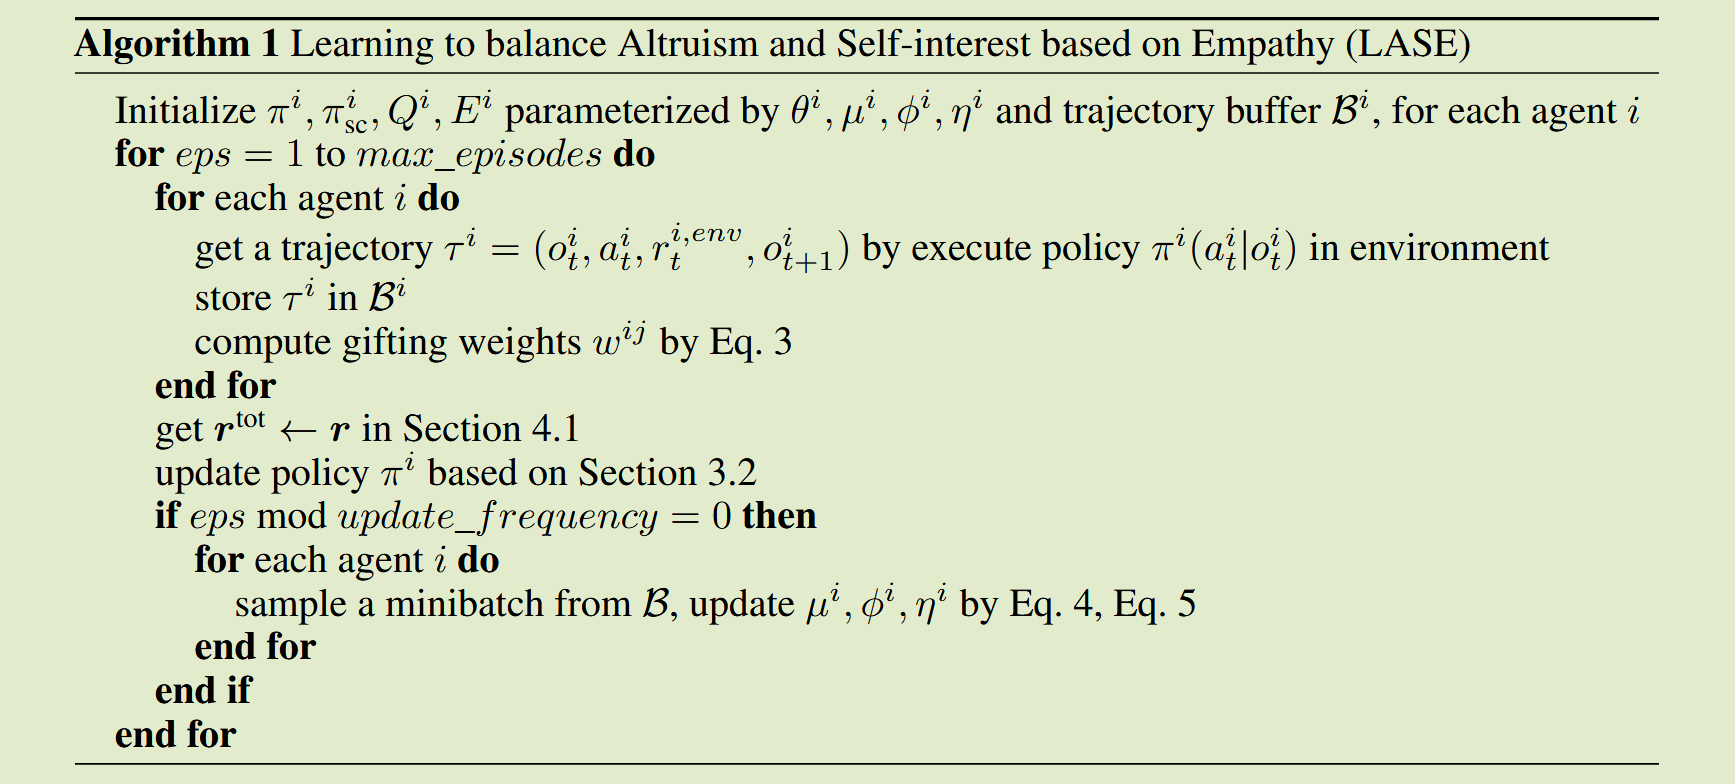 Algorithm 1 Learning to balance Altruism and Self-interest based on Empathy (LASE)
Initialize $\pi^i, \pi^i_{\text{sc}}, Q^i, E^i$ parameterized by $\theta^i, \mu^i, \phi^i, \eta^i$ and trajectory buffer $\mathcal{B}^i$, for each agent $i$
for $eps = 1$ to $max\_episodes$ do
for each agent $i$ do
get a trajectory $\tau^i = (o^i_t, a^i_t, r^{i,env}_t, o^i_{t+1})$ by execute policy $\pi^i(a^i_t|o^i_t)$ in environment
store $\tau^i$ in $\mathcal{B}^i$
compute gifting weights $w^{ij}$ by Eq. 3
end for
get $\boldsymbol{r}^{\text{tot}} \leftarrow \boldsymbol{r}$ in Section 4.1
update policy $\pi^i$ based on Section 3.2
if $eps$ mod $update\_frequency = 0$ then
for each agent $i$ do
sample a minibatch from $\mathcal{B}$, update $\mu^i, \phi^i, \eta^i$ by Eq. 4, Eq. 5
end for
end if
end for